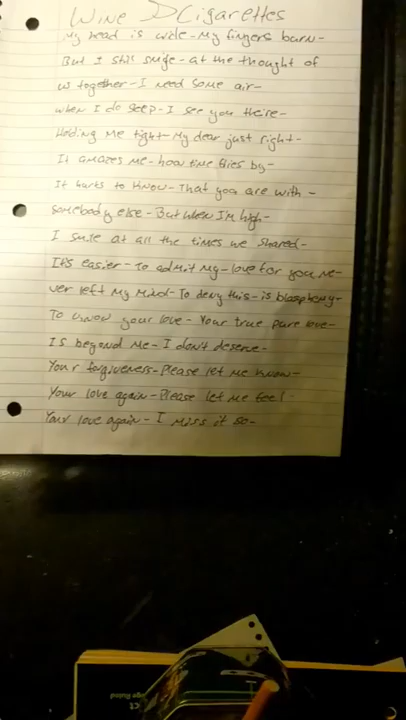 Wine & Cigarettes
My head is wide - My fingers burn -
But I still smile - at the thought of
us together - I need some air -
when I do sleep - I see you there -
Holding me tight - My dear just right -
It amazes me - how time flies by -
It hurts to know - That you are with -
somebody else - But when I'm high -
I smile at all the times we shared -
It's easier - To admit my - love for you ne-
ver left my mind - To deny this - is blasphemy -
To know your love - Your true pure love -
Is beyond me - I don't deserve -
Your forgiveness - Please let me know -
Your love again - Please let me feel -
Your love again - I miss it so -